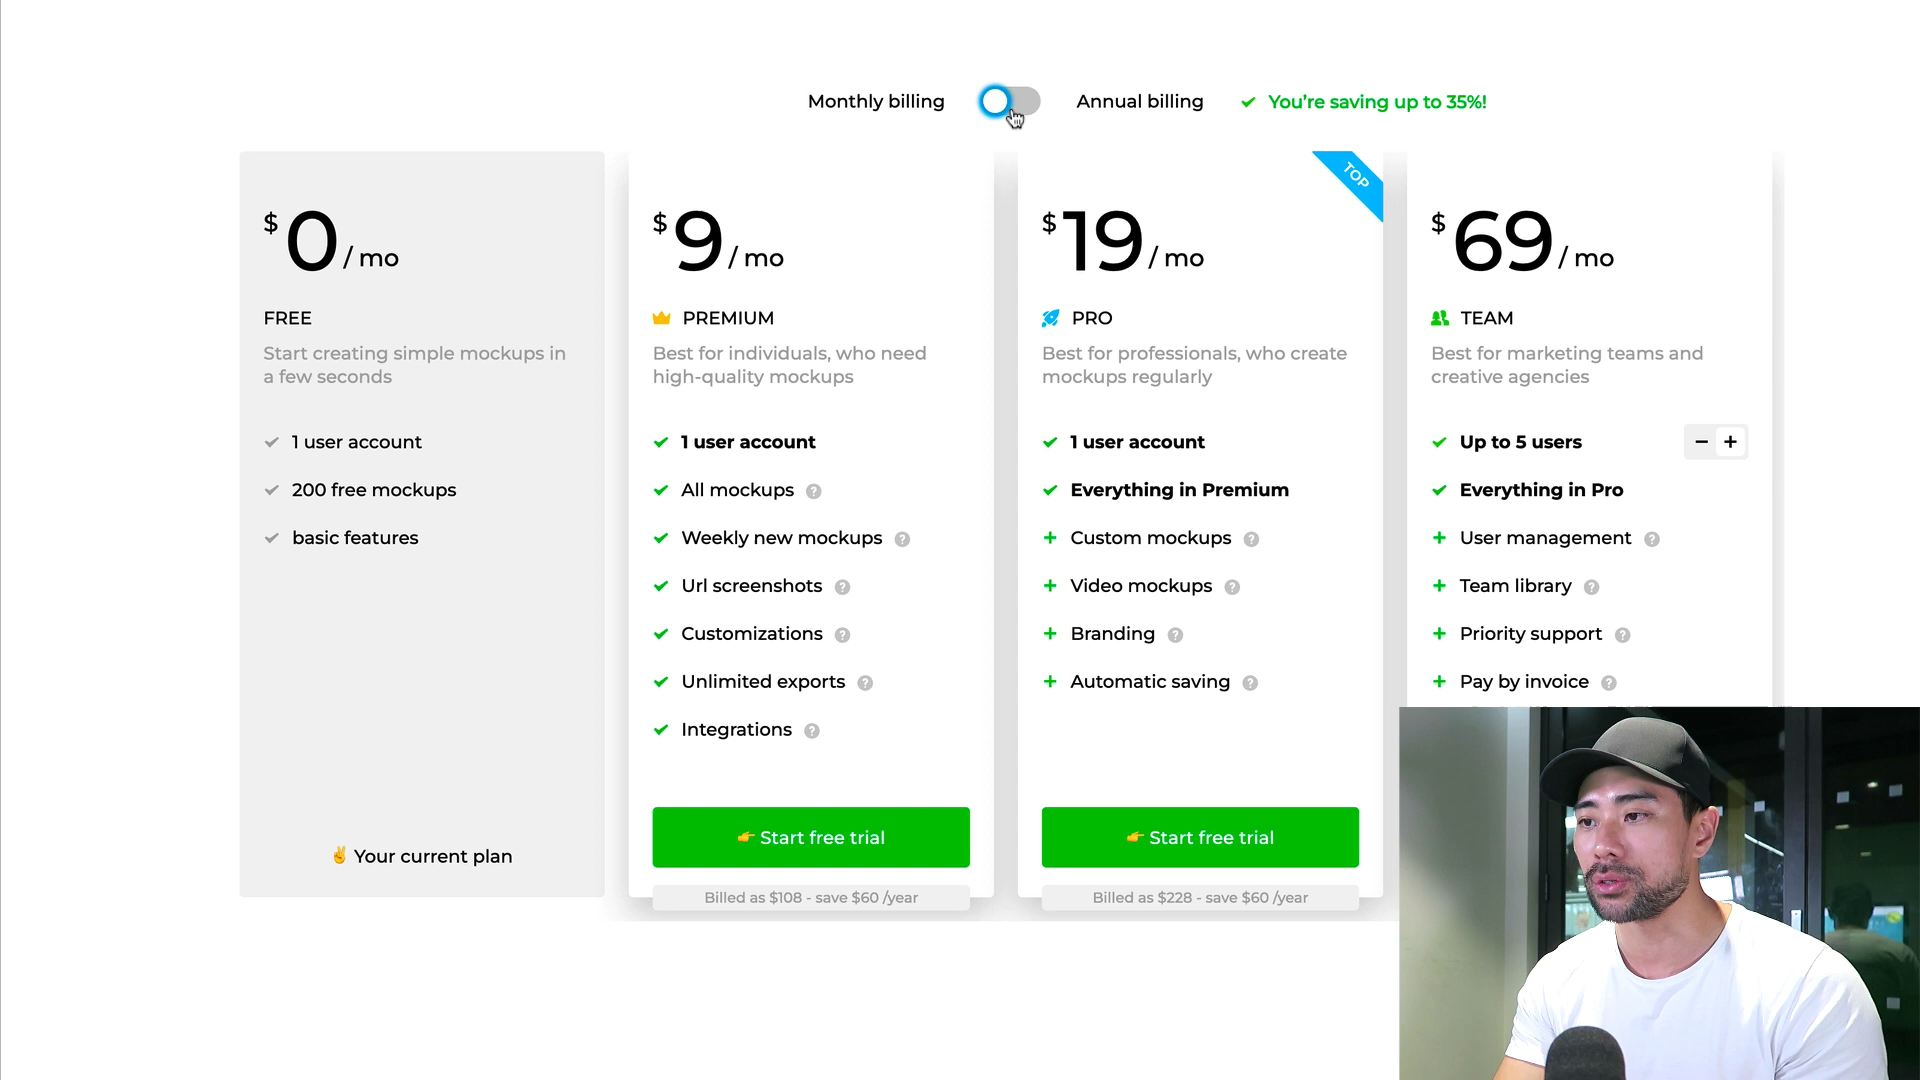 Monthly billing
Annual billing
You're saving up to 35%!
$ 0 / mo
FREE
Start creating simple mockups in
a few seconds
1 user account
200 free mockups
basic features
✌ Your current plan
$ 9 / mo
PREMIUM
Best for individuals, who need
high-quality mockups
1 user account
All mockups ?
Weekly new mockups ?
Url screenshots ?
Customizations ?
Unlimited exports ?
Integrations ?
👉 Start free trial
Billed as $108 - save $60 /year
TOP
$ 19 / mo
PRO
Best for professionals, who create
mockups regularly
1 user account
Everything in Premium
Custom mockups ?
Video mockups ?
Branding ?
Automatic saving ?
👉 Start free trial
Billed as $228 - save $60 /year
$ 69 / mo
TEAM
Best for marketing teams and
creative agencies
Up to 5 users − +
Everything in Pro
User management ?
Team library ?
Priority support ?
Pay by invoice ?